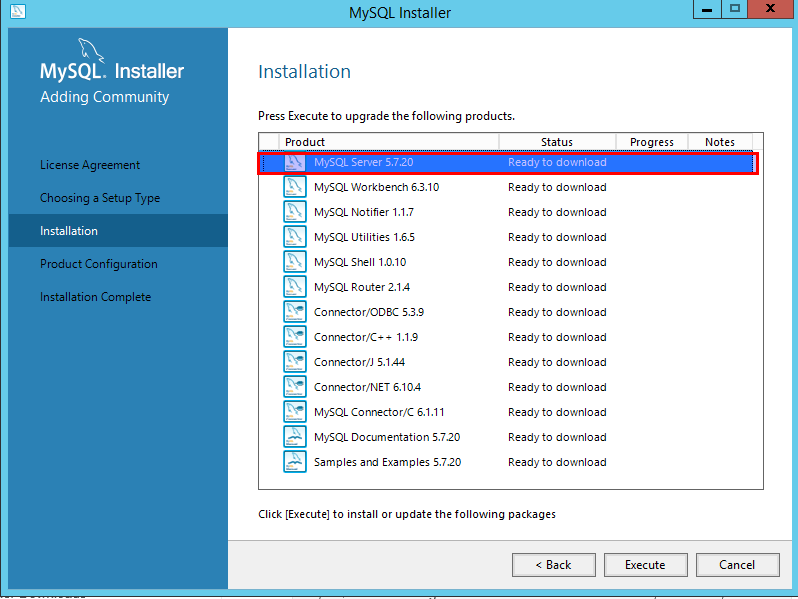 MySQL Installer
MySQL. Installer
Adding Community
License Agreement
Choosing a Setup Type
Installation
Product Configuration
Installation Complete
Installation
Press Execute to upgrade the following products.
Product Status Progress Notes
MySQL Server 5.7.20 Ready to download
MySQL Workbench 6.3.10 Ready to download
MySQL Notifier 1.1.7 Ready to download
MySQL Utilities 1.6.5 Ready to download
MySQL Shell 1.0.10 Ready to download
MySQL Router 2.1.4 Ready to download
Connector/ODBC 5.3.9 Ready to download
Connector/C++ 1.1.9 Ready to download
Connector/J 5.1.44 Ready to download
Connector/NET 6.10.4 Ready to download
MySQL Connector/C 6.1.11 Ready to download
MySQL Documentation 5.7.20 Ready to download
Samples and Examples 5.7.20 Ready to download
Click [Execute] to install or update the following packages
< Back Execute Cancel